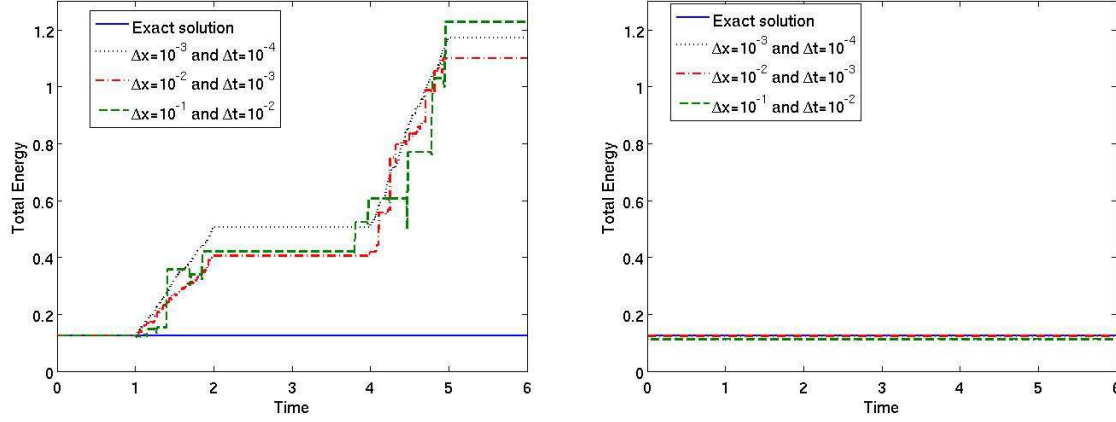 1.2
1
0.8
0.6
0.4
0.2
0
Total Energy
Exact solution
Δx=10⁻³ and Δt=10⁻⁴
Δx=10⁻² and Δt=10⁻³
Δx=10⁻¹ and Δt=10⁻²
0 1 2 3 4 5 6
Time
1.2
1
0.8
0.6
0.4
0.2
0
Total Energy
Exact solution
Δx=10⁻³ and Δt=10⁻⁴
Δx=10⁻² and Δt=10⁻³
Δx=10⁻¹ and Δt=10⁻²
0 1 2 3 4 5 6
Time